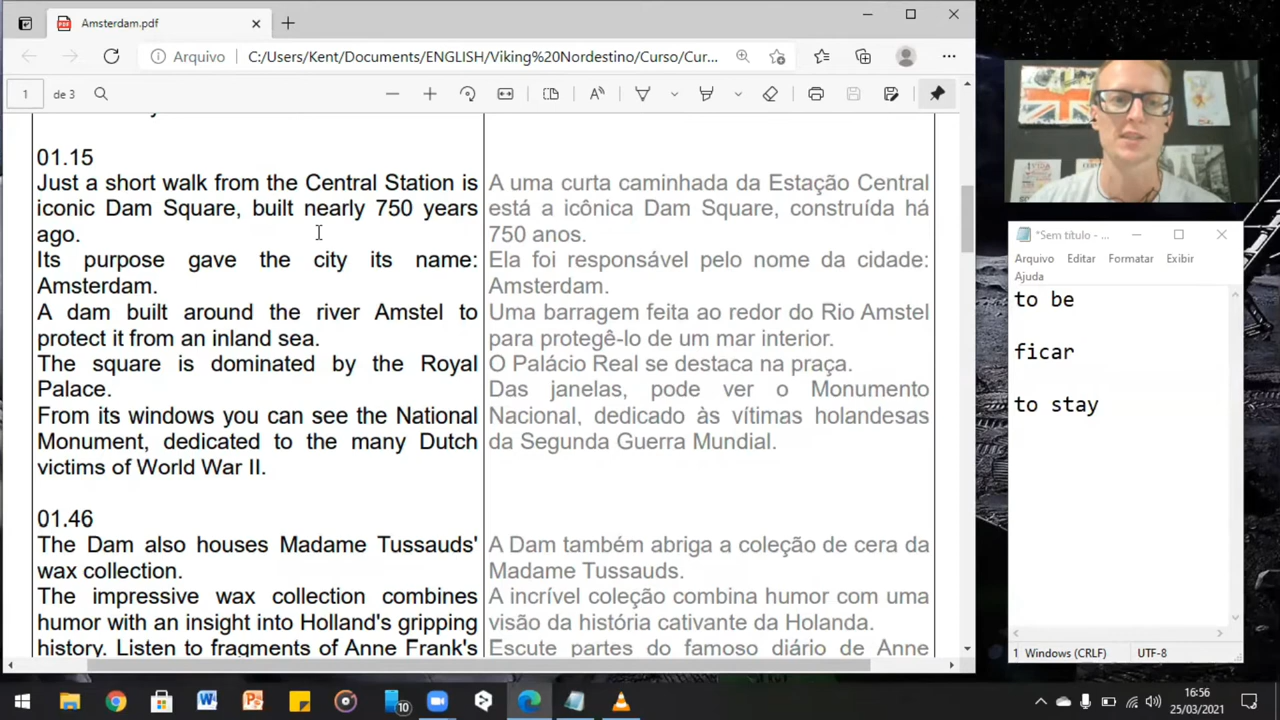 Amsterdam.pdf
Arquivo
C:/Users/Kent/Documents/ENGLISH/Viking%20Nordestino/Curso/Cur...
1
de 3
01.15
Just a short walk from the Central Station is
iconic Dam Square, built nearly 750 years
ago.
Its purpose gave the city its name:
Amsterdam.
A dam built around the river Amstel to
protect it from an inland sea.
The square is dominated by the Royal
Palace.
From its windows you can see the National
Monument, dedicated to the many Dutch
victims of World War II.
01.46
The Dam also houses Madame Tussauds'
wax collection.
The impressive wax collection combines
humor with an insight into Holland's gripping
history. Listen to fragments of Anne Frank's
A uma curta caminhada da Estação Central
está a icônica Dam Square, construída há
750 anos.
Ela foi responsável pelo nome da cidade:
Amsterdam.
Uma barragem feita ao redor do Rio Amstel
para protegê-lo de um mar interior.
O Palácio Real se destaca na praça.
Das janelas, pode ver o Monumento
Nacional, dedicado às vítimas holandesas
da Segunda Guerra Mundial.
A Dam também abriga a coleção de cera da
Madame Tussauds.
A incrível coleção combina humor com uma
visão da história cativante da Holanda.
Escute partes do famoso diário de Anne
*Sem título - ...
Arquivo Editar Formatar Exibir
Ajuda
to be
ficar
to stay
1 Windows (CRLF) UTF-8
10
16:56
25/03/2021